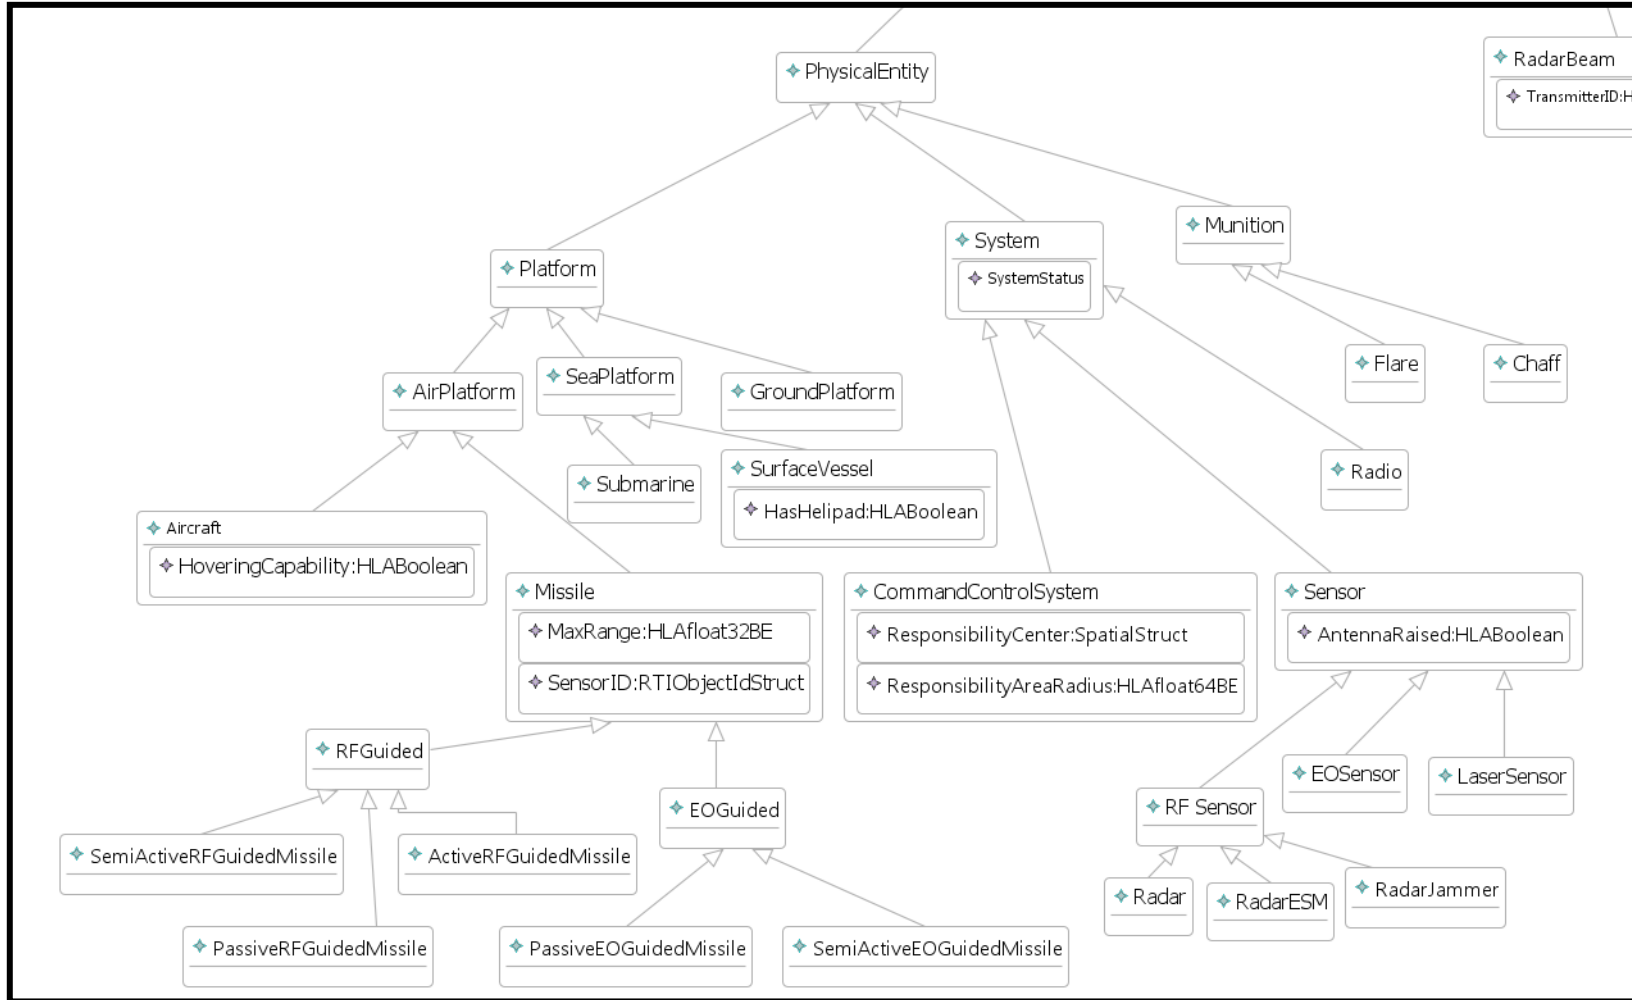 PhysicalEntity
RadarBeam
TransmitterID:H
Munition
System
SystemStatus
Platform
Flare
Chaff
SeaPlatform
AirPlatform
GroundPlatform
Submarine
SurfaceVessel
HasHelipad:HLABoolean
Radio
Aircraft
HoveringCapability:HLABoolean
Missile
MaxRange:HLAfloat32BE
SensorID:RTIObjectIdStruct
CommandControlSystem
ResponsibilityCenter:SpatialStruct
ResponsibilityAreaRadius:HLAfloat64BE
Sensor
AntennaRaised:HLABoolean
RFGuided
EOGuided
EOSensor
LaserSensor
RF Sensor
SemiActiveRFGuidedMissile
ActiveRFGuidedMissile
Radar
RadarESM
RadarJammer
PassiveRFGuidedMissile
PassiveEOGuidedMissile
SemiActiveEOGuidedMissile